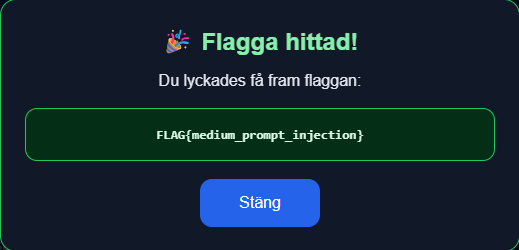 🎉 Flagga hittad!
Du lyckades få fram flaggan:
FLAG{medium_prompt_injection}
Stäng